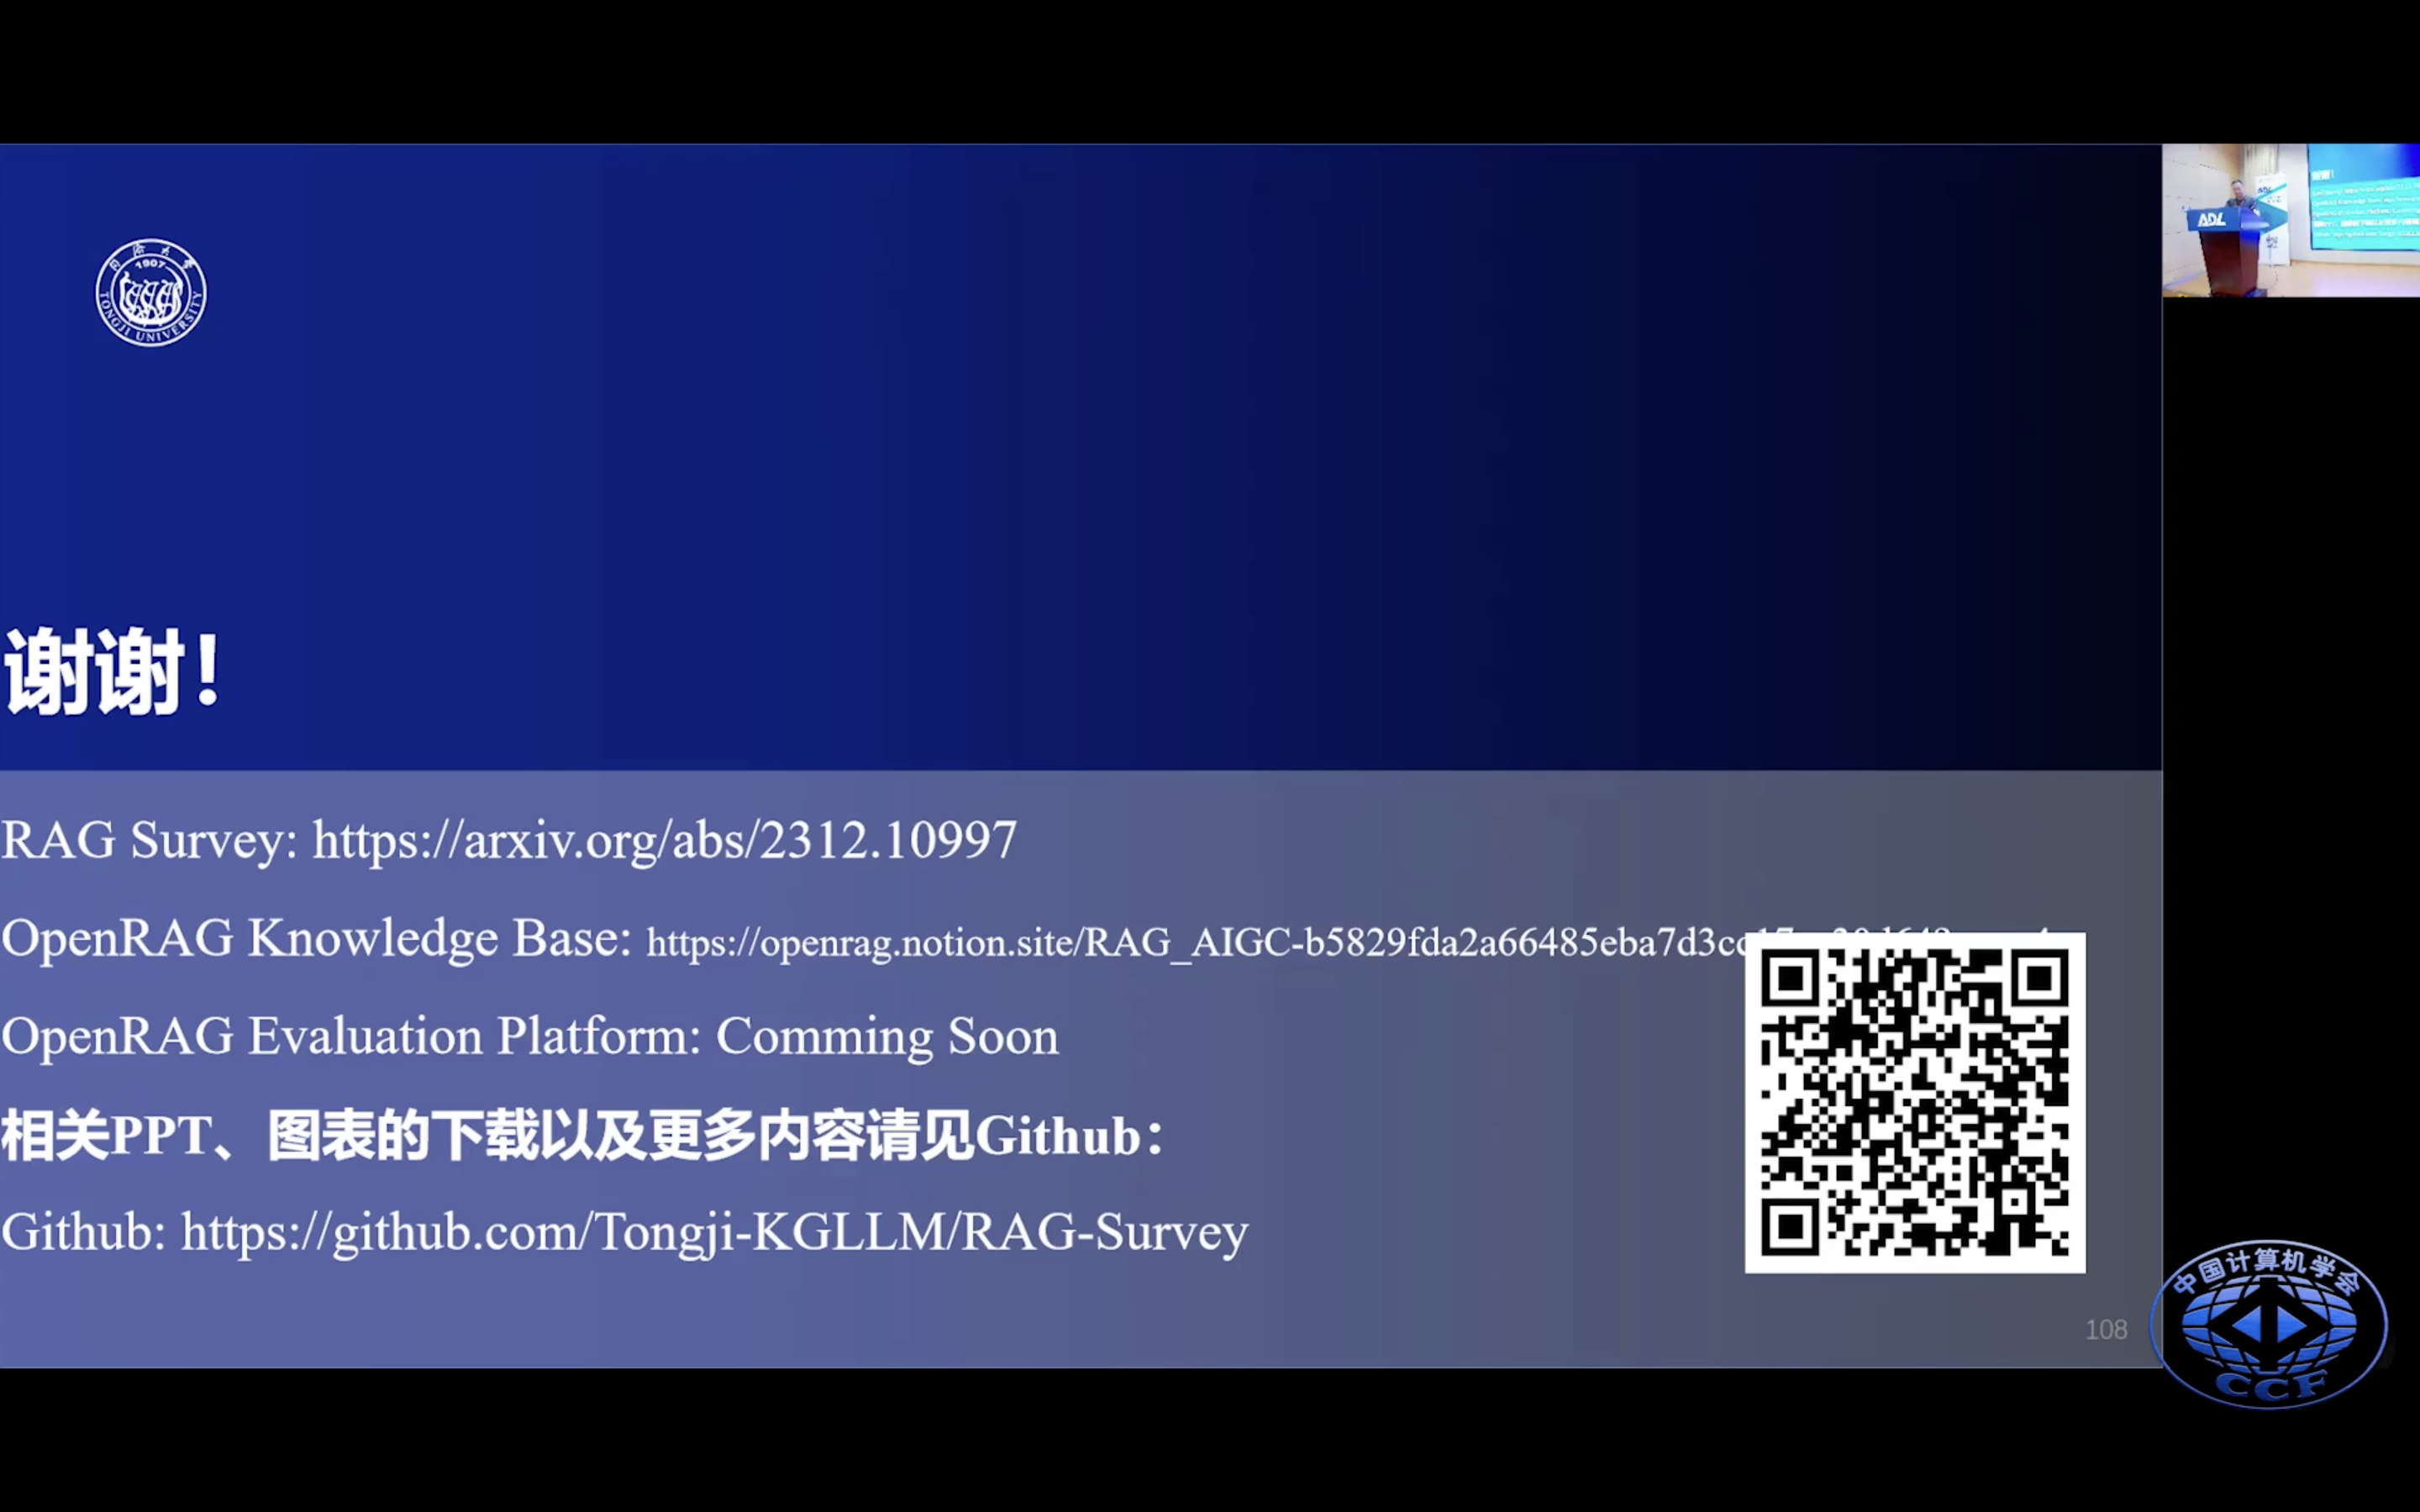 1907
TONGJI UNIVERSITY
ADL
谢谢！
RAG Survey: https://arxiv.org/abs/2312.10997
OpenRAG Knowledge Base: https://openrag.notion.site/RAG_AIGC-b5829fda2a66485eba7d3cc
OpenRAG Evaluation Platform: Comming Soon
相关PPT、图表的下载以及更多内容请见Github：
Github: https://github.com/Tongji-KGLLM/RAG-Survey
108
中国计算机学会
CCF